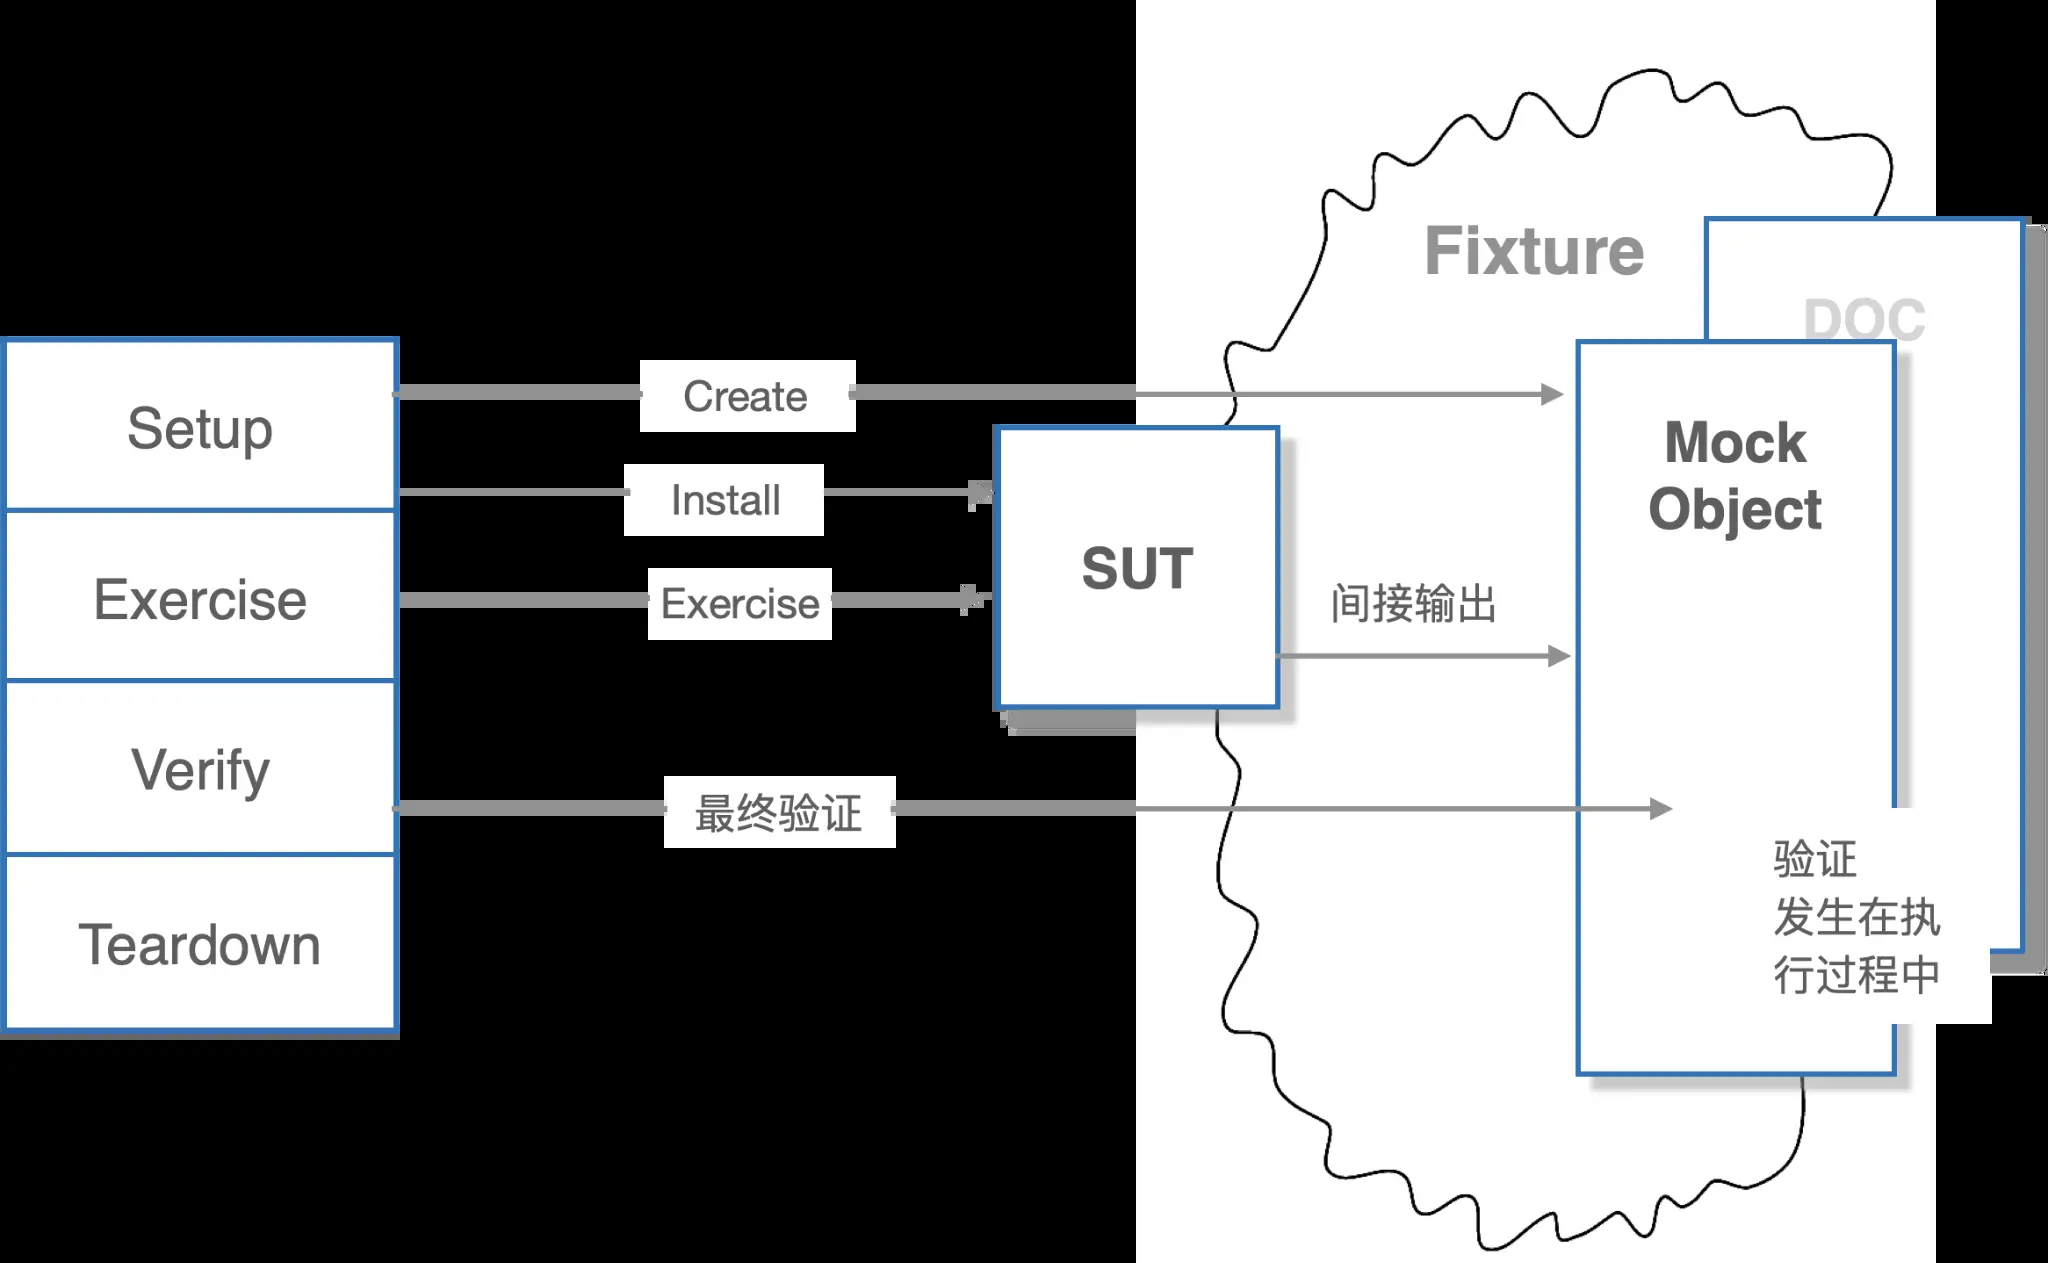 Fixture
DOC
Setup
Create
Mock
Object
Install
SUT
Exercise
Exercise
间接输出
Verify
最终验证
验证
发生在执
行过程中
Teardown